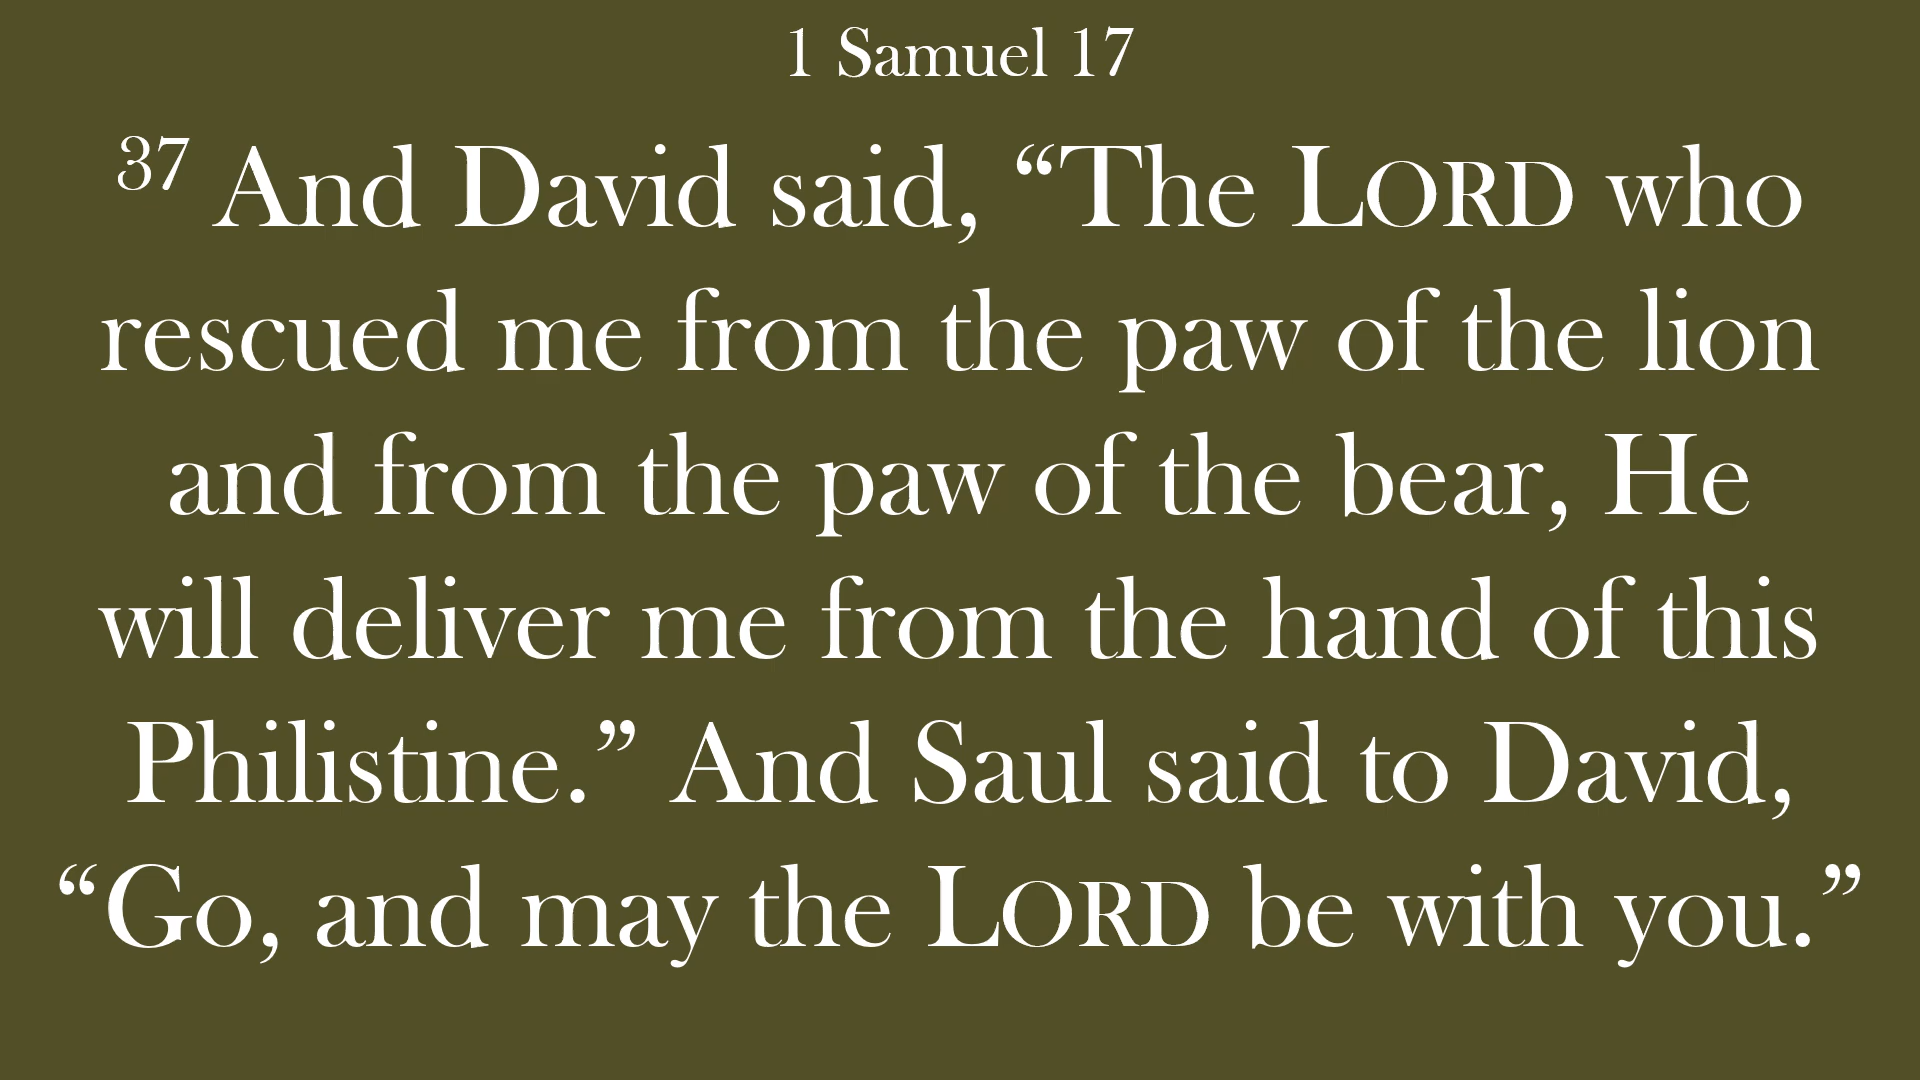 1 Samuel 17
37 And David said, “The LORD who
rescued me from the paw of the lion
and from the paw of the bear, He
will deliver me from the hand of this
Philistine.” And Saul said to David,
“Go, and may the LORD be with you.”